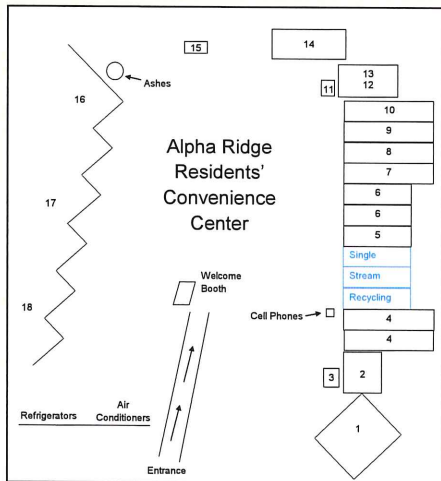 15
14
Ashes
13
12
11
16
10
9
8
7
Alpha Ridge
Residents'
Convenience
Center
6
6
5
17
Single
Stream
Recycling
Welcome
Booth
18
Cell Phones
4
4
3
2
1
Refrigerators
Air
Conditioners
Entrance